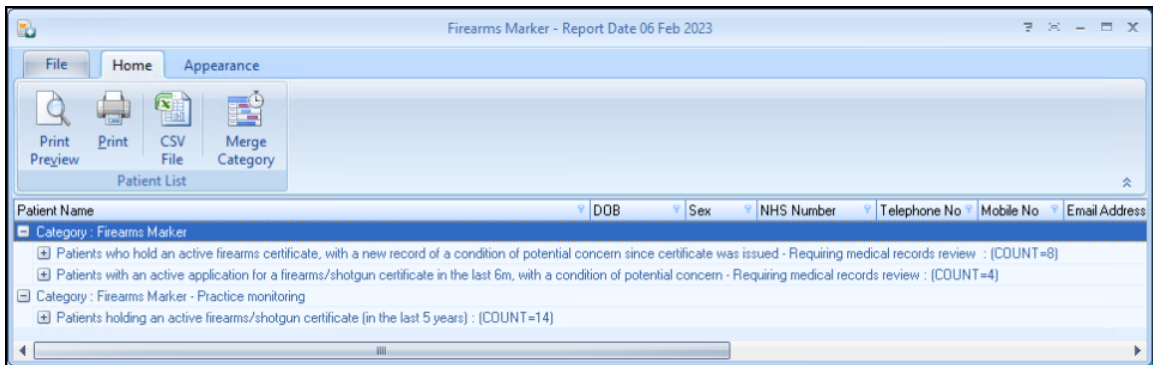 Firearms Marker - Report Date 06 Feb 2023
File Home Appearance
Print Preview
Print
CSV File
Merge Category
Patient List
Patient Name DOB Sex NHS Number Telephone No Mobile No Email Address
Category : Firearms Marker
Patients who hold an active firearms certificate, with a new record of a condition of potential concern since certificate was issued - Requiring medical records review : (COUNT=8)
Patients with an active application for a firearms/shotgun certificate in the last 6m, with a condition of potential concern - Requiring medical records review : (COUNT=4)
Category : Firearms Marker - Practice monitoring
Patients holding an active firearms/shotgun certificate (in the last 5 years) : (COUNT=14)